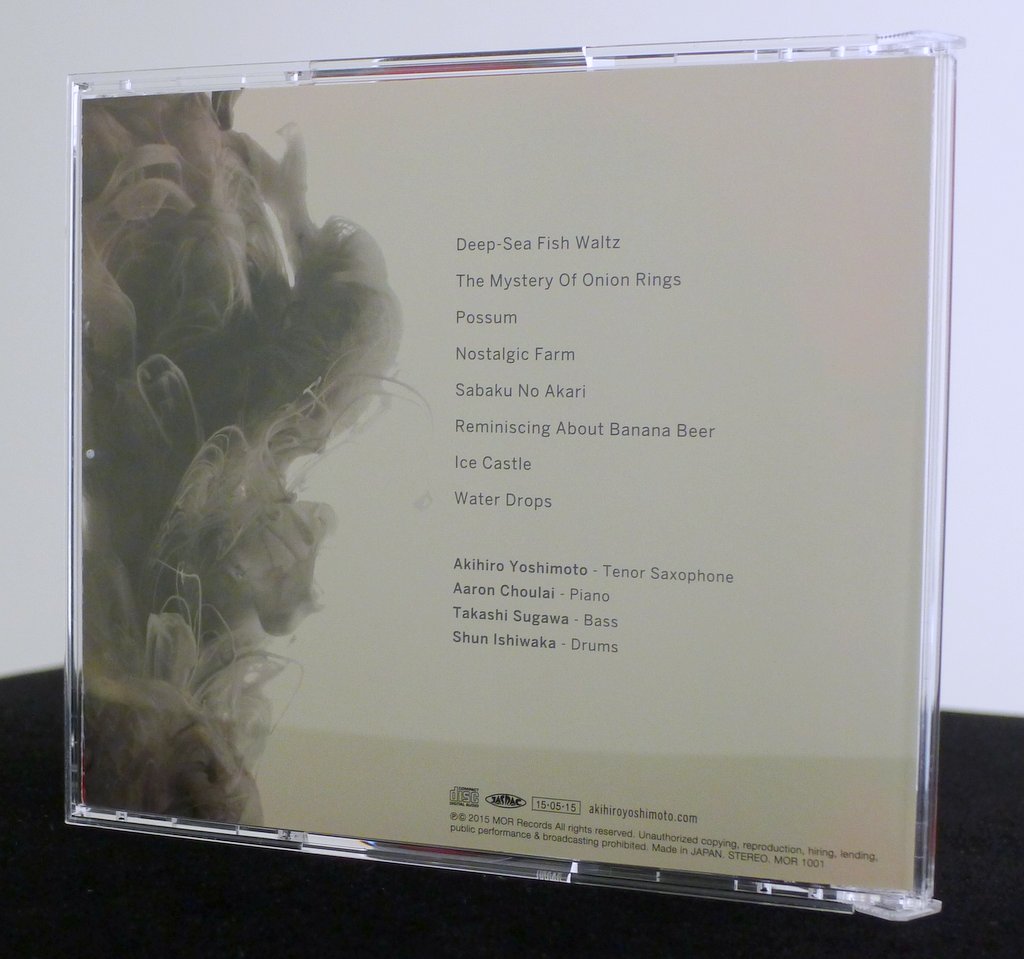 Deep-Sea Fish Waltz
The Mystery Of Onion Rings
Possum
Nostalgic Farm
Sabaku No Akari
Reminiscing About Banana Beer
Ice Castle
Water Drops
Akihiro Yoshimoto - Tenor Saxophone
Aaron Choulai - Piano
Takashi Sugawa - Bass
Shun Ishiwaka - Drums
COMPACT disc DIGITAL AUDIO JASRAC 15·05·15 akihiroyoshimoto.com
℗© 2015 MOR Records All rights reserved. Unauthorized copying, reproduction, hiring, lending,
public performance & broadcasting prohibited. Made in JAPAN. STEREO. MOR 1001